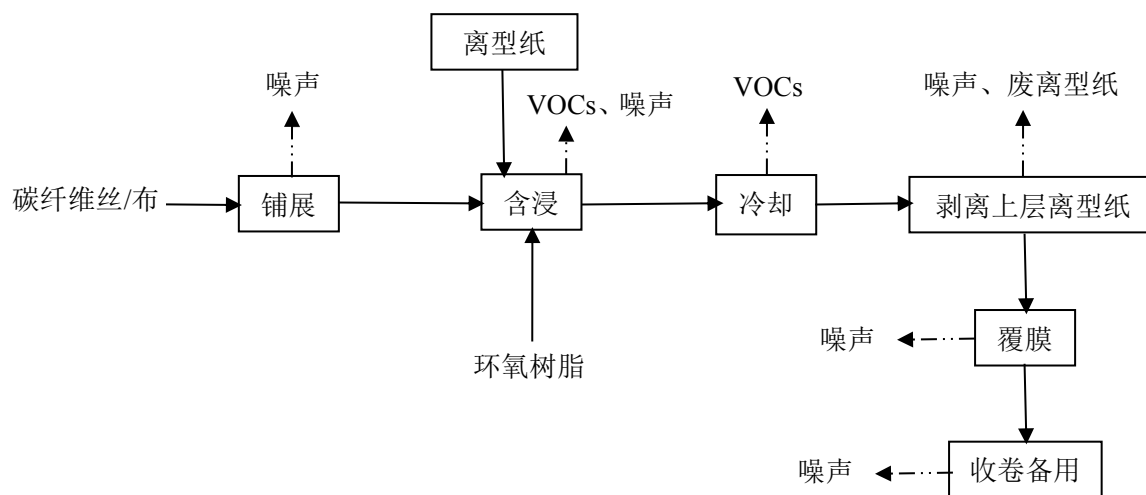 离型纸
噪声
VOCs、噪声
VOCs
噪声、废离型纸
碳纤维丝/布
铺展
含浸
冷却
剥离上层离型纸
环氧树脂
噪声
覆膜
噪声
收卷备用